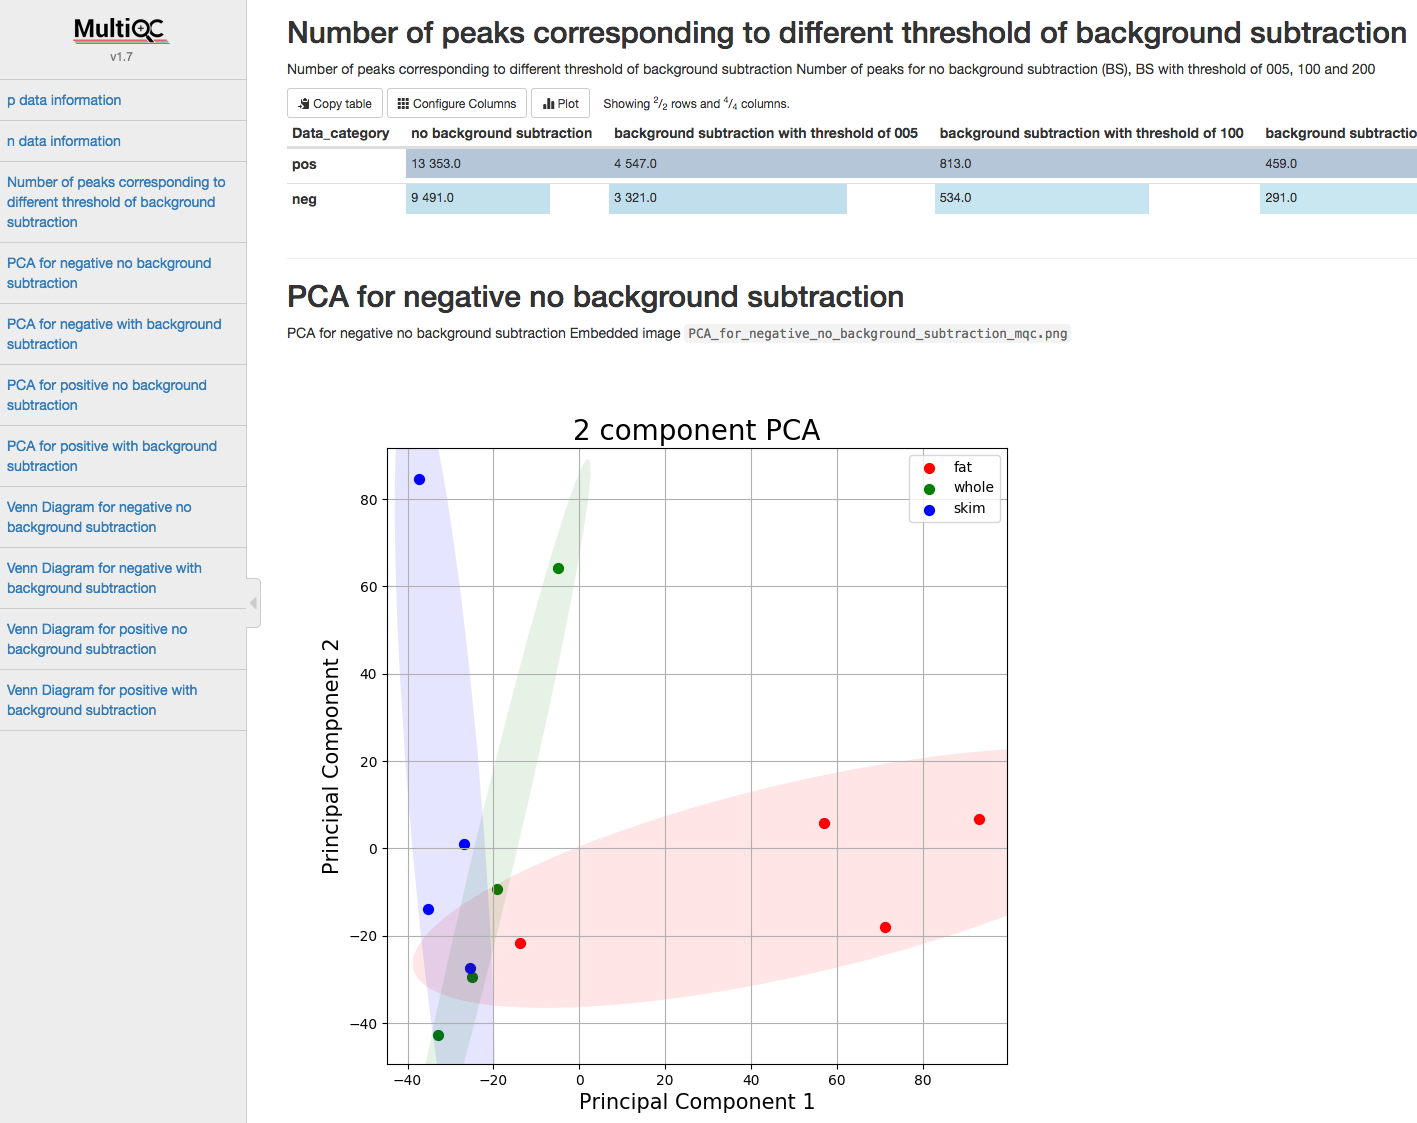 MultiQC
v1.7
p data information
n data information
Number of peaks corresponding to
different threshold of background
subtraction
PCA for negative no background
subtraction
PCA for negative with background
subtraction
PCA for positive no background
subtraction
PCA for positive with background
subtraction
Venn Diagram for negative no
background subtraction
Venn Diagram for negative with
background subtraction
Venn Diagram for positive no
background subtraction
Venn Diagram for positive with
background subtraction
Number of peaks corresponding to different threshold of background subtraction
Number of peaks corresponding to different threshold of background subtraction Number of peaks for no background subtraction (BS), BS with threshold of 005, 100 and 200
Copy table Configure Columns Plot Showing 2/2 rows and 4/4 columns.
Data_category no background subtraction background subtraction with threshold of 005 background subtraction with threshold of 100 background subtractio
pos 13 353.0 4 547.0 813.0 459.0
neg 9 491.0 3 321.0 534.0 291.0
PCA for negative no background subtraction
PCA for negative no background subtraction Embedded image PCA_for_negative_no_background_subtraction_mqc.png
2 component PCA
fat
whole
skim
80
60
40
20
0
−20
−40
Principal Component 2
−40 −20 0 20 40 60 80
Principal Component 1